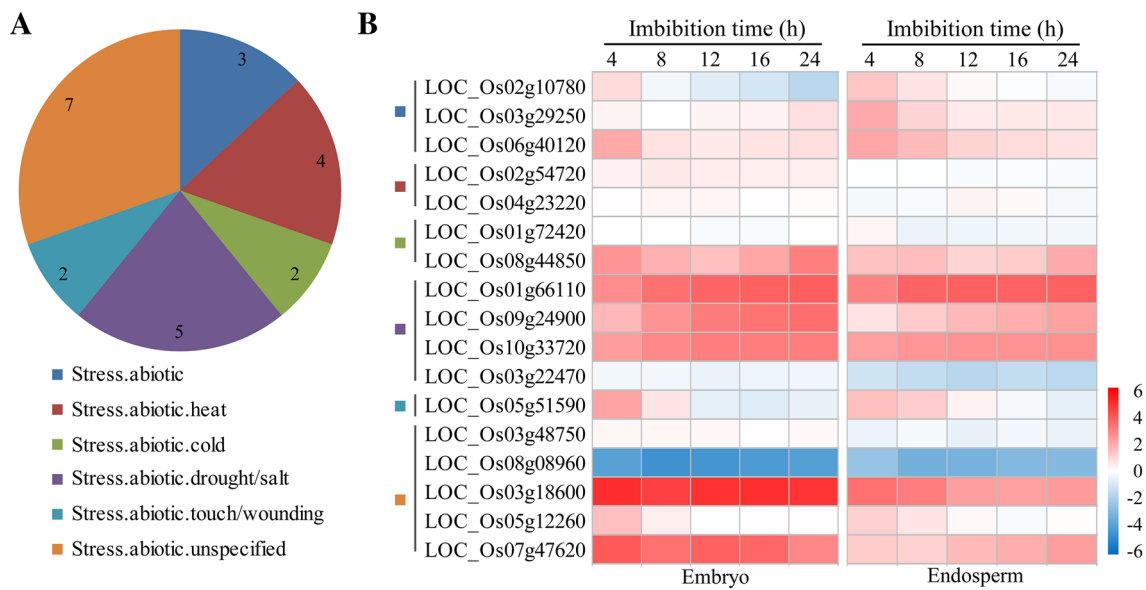 A
3
4
2
5
2
7
Stress.abiotic
Stress.abiotic.heat
Stress.abiotic.cold
Stress.abiotic.drought/salt
Stress.abiotic.touch/wounding
Stress.abiotic.unspecified
B
Imbibition time (h) Imbibition time (h)
4 8 12 16 24 4 8 12 16 24
LOC_Os02g10780
LOC_Os03g29250
LOC_Os06g40120
LOC_Os02g54720
LOC_Os04g23220
LOC_Os01g72420
LOC_Os08g44850
LOC_Os01g66110
LOC_Os09g24900
LOC_Os10g33720
LOC_Os03g22470
LOC_Os05g51590
LOC_Os03g48750
LOC_Os08g08960
LOC_Os03g18600
LOC_Os05g12260
LOC_Os07g47620
Embryo Endosperm
6
4
2
0
-2
-4
-6